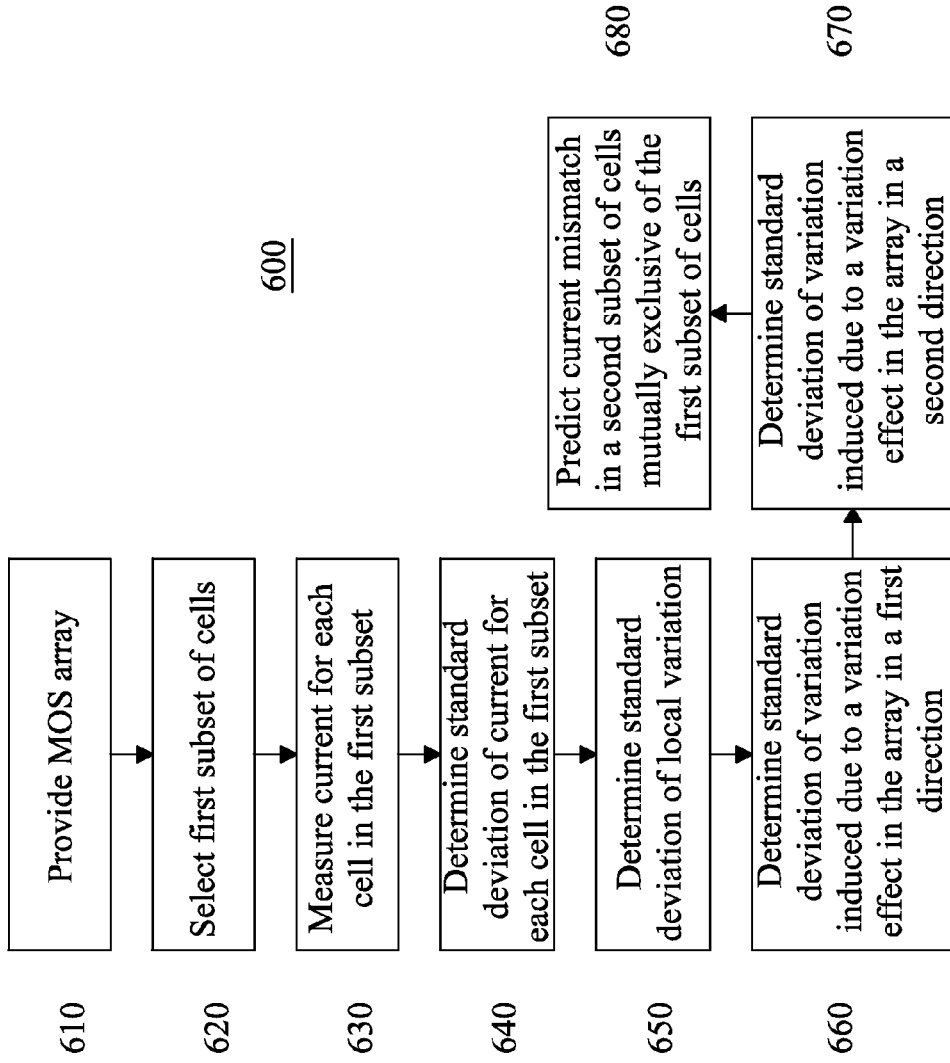 600
610
Provide MOS array
620
Select first subset of cells
630
Measure current for each
cell in the first subset
640
Determine standard
deviation of current for
each cell in the first subset
650
Determine standard
deviation of local variation
660
Determine standard
deviation of variation
induced due to a variation
effect in the array in a first
direction
Determine standard
deviation of variation
induced due to a variation
effect in the array in a
second direction
670
Predict current mismatch
in a second subset of cells
mutually exclusive of the
first subset of cells
680